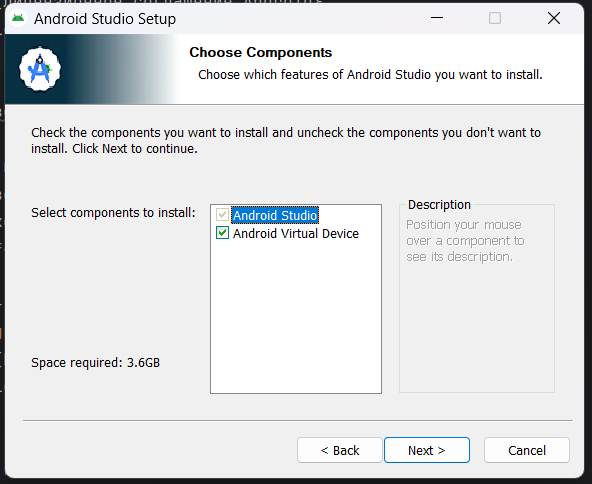 Android Studio Setup
Choose Components
Choose which features of Android Studio you want to install.
Check the components you want to install and uncheck the components you don't want to
install. Click Next to continue.
Select components to install:
Android Studio
Android Virtual Device
Description
Position your mouse
over a component to
see its description.
Space required: 3.6GB
< Back
Next >
Cancel